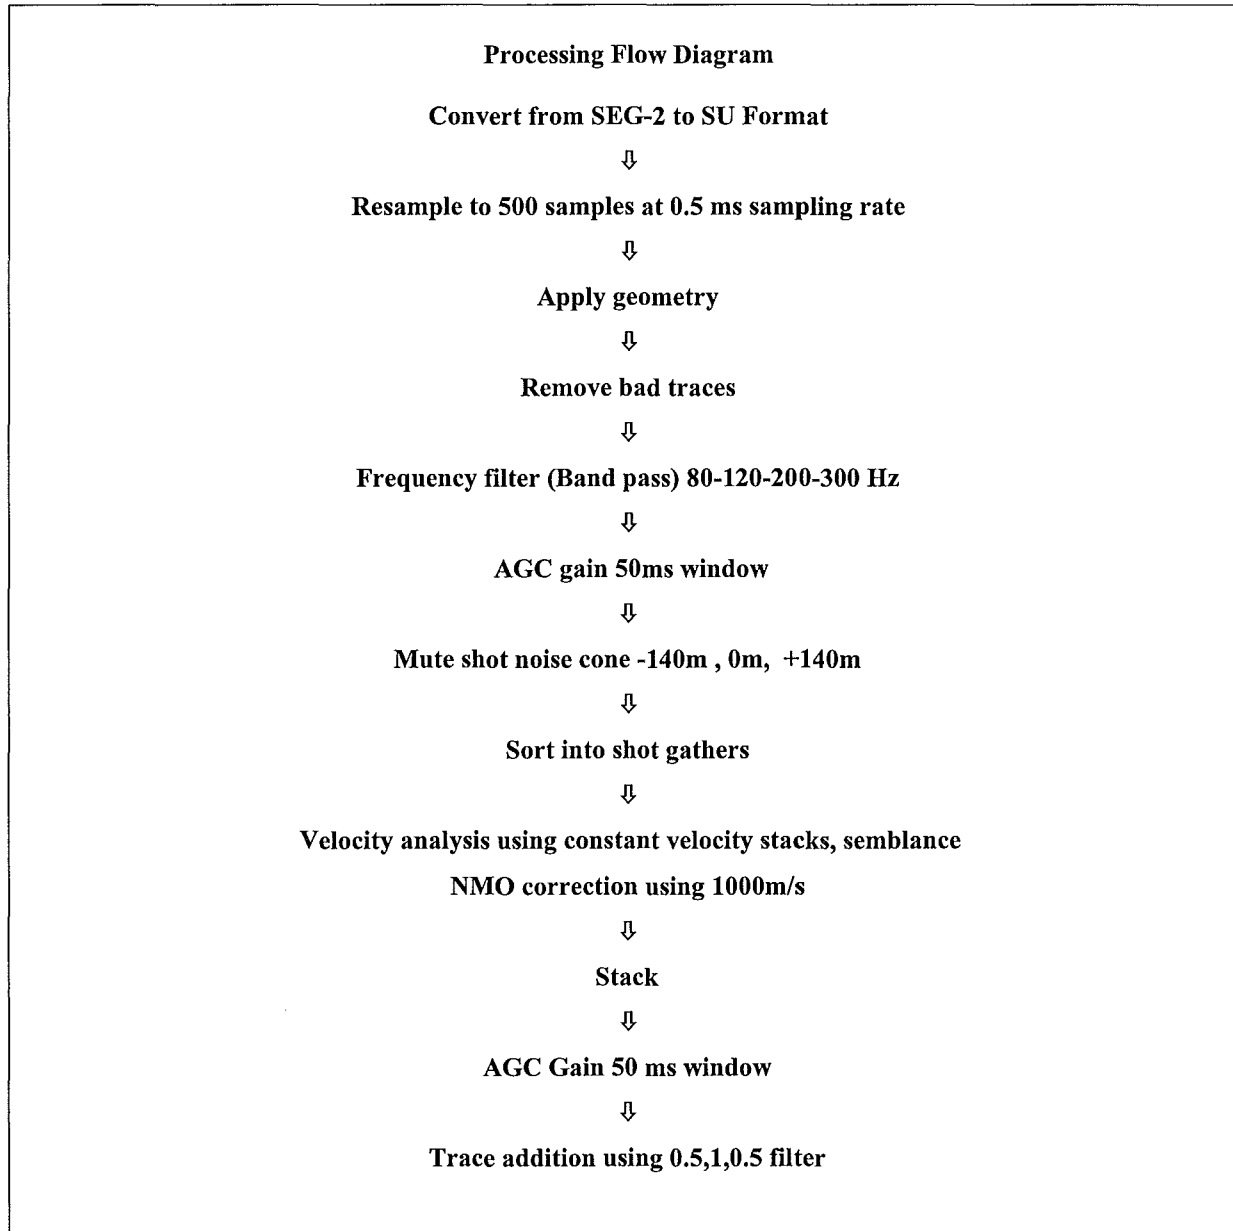 Processing Flow Diagram
Convert from SEG-2 to SU Format
⇩
Resample to 500 samples at 0.5 ms sampling rate
⇩
Apply geometry
⇩
Remove bad traces
⇩
Frequency filter (Band pass) 80-120-200-300 Hz
⇩
AGC gain 50ms window
⇩
Mute shot noise cone -140m , 0m, +140m
⇩
Sort into shot gathers
⇩
Velocity analysis using constant velocity stacks, semblance
NMO correction using 1000m/s
⇩
Stack
⇩
AGC Gain 50 ms window
⇩
Trace addition using 0.5,1,0.5 filter